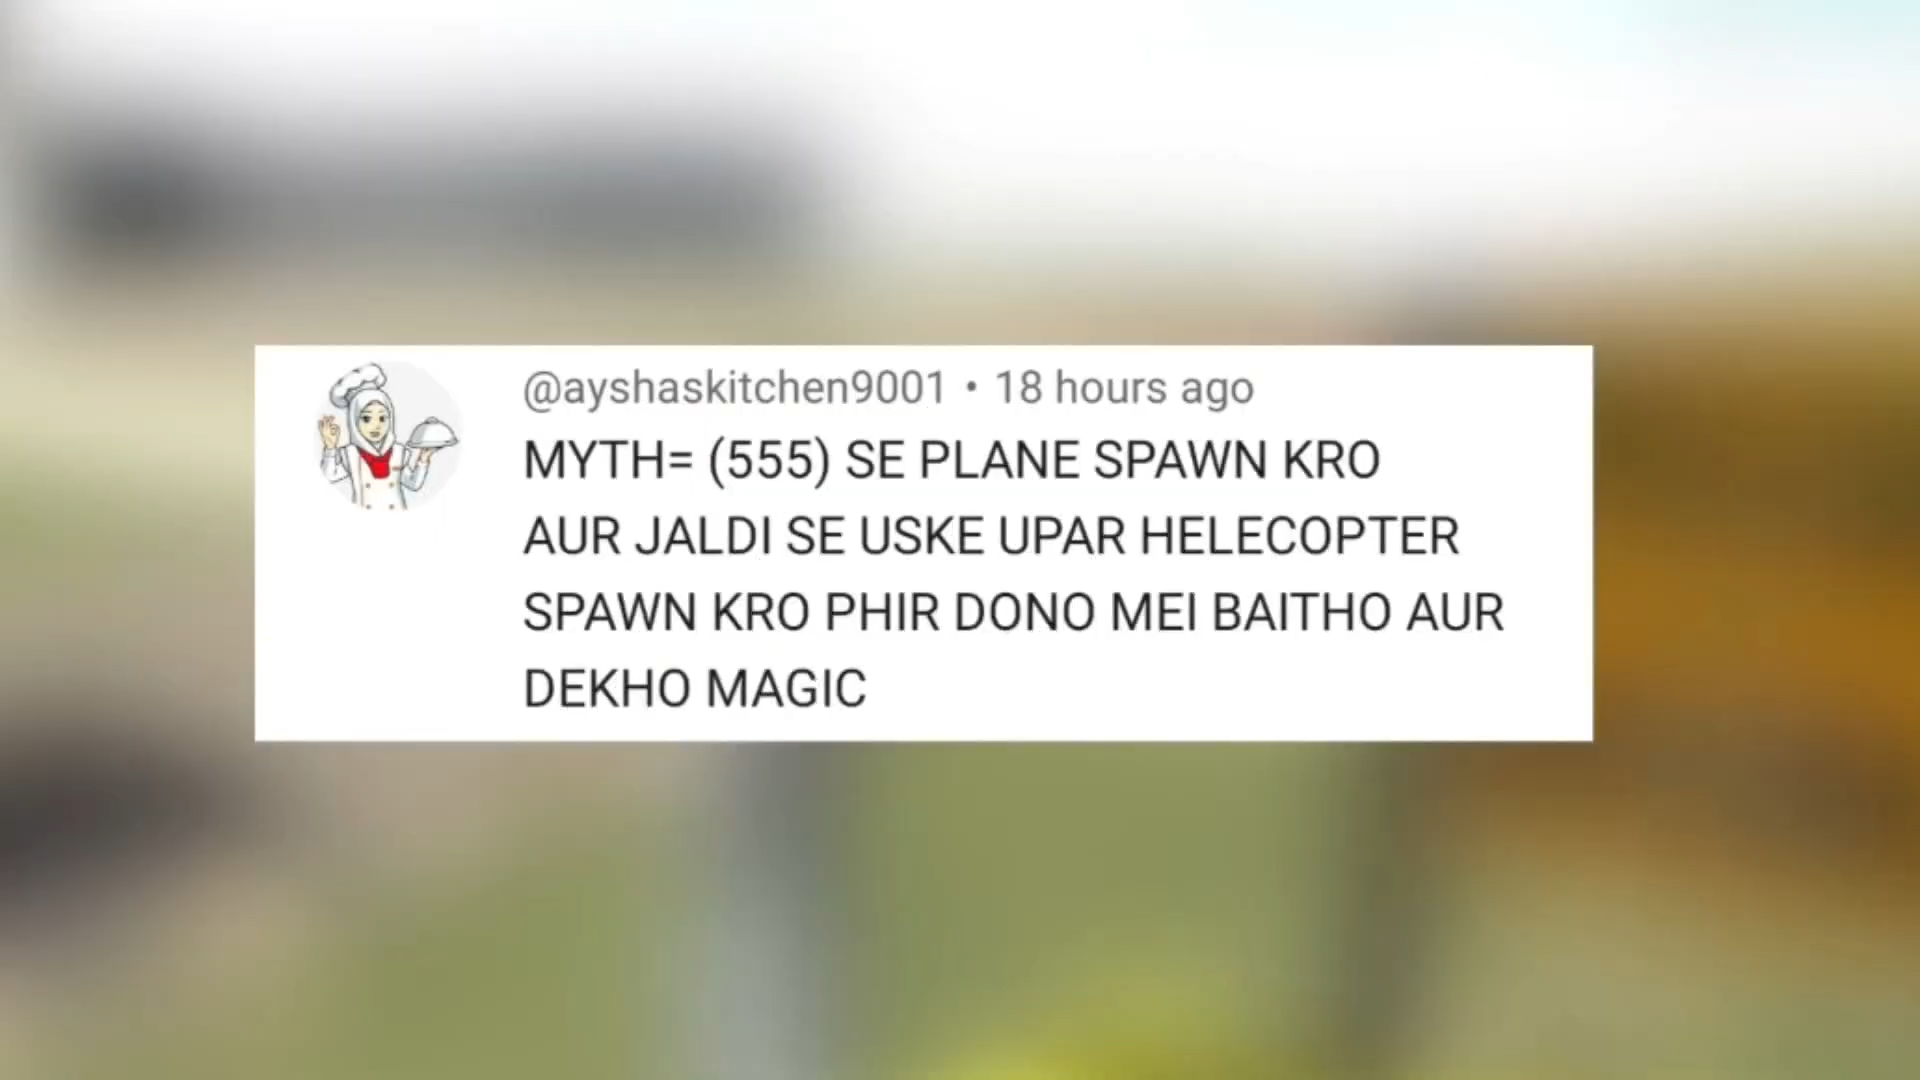 @ayshaskitchen9001 • 18 hours ago
MYTH= (555) SE PLANE SPAWN KRO
AUR JALDI SE USKE UPAR HELECOPTER
SPAWN KRO PHIR DONO MEI BAITHO AUR
DEKHO MAGIC